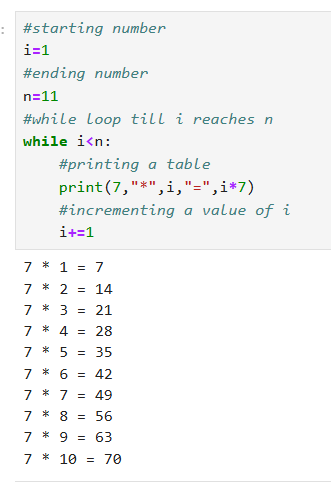 #starting number
i=1
#ending number
n=11
#while loop till i reaches n
while i<n:
    #printing a table
    print(7,"*",i,"=",i*7)
    #incrementing a value of i
    i+=1
7 * 1 = 7
7 * 2 = 14
7 * 3 = 21
7 * 4 = 28
7 * 5 = 35
7 * 6 = 42
7 * 7 = 49
7 * 8 = 56
7 * 9 = 63
7 * 10 = 70